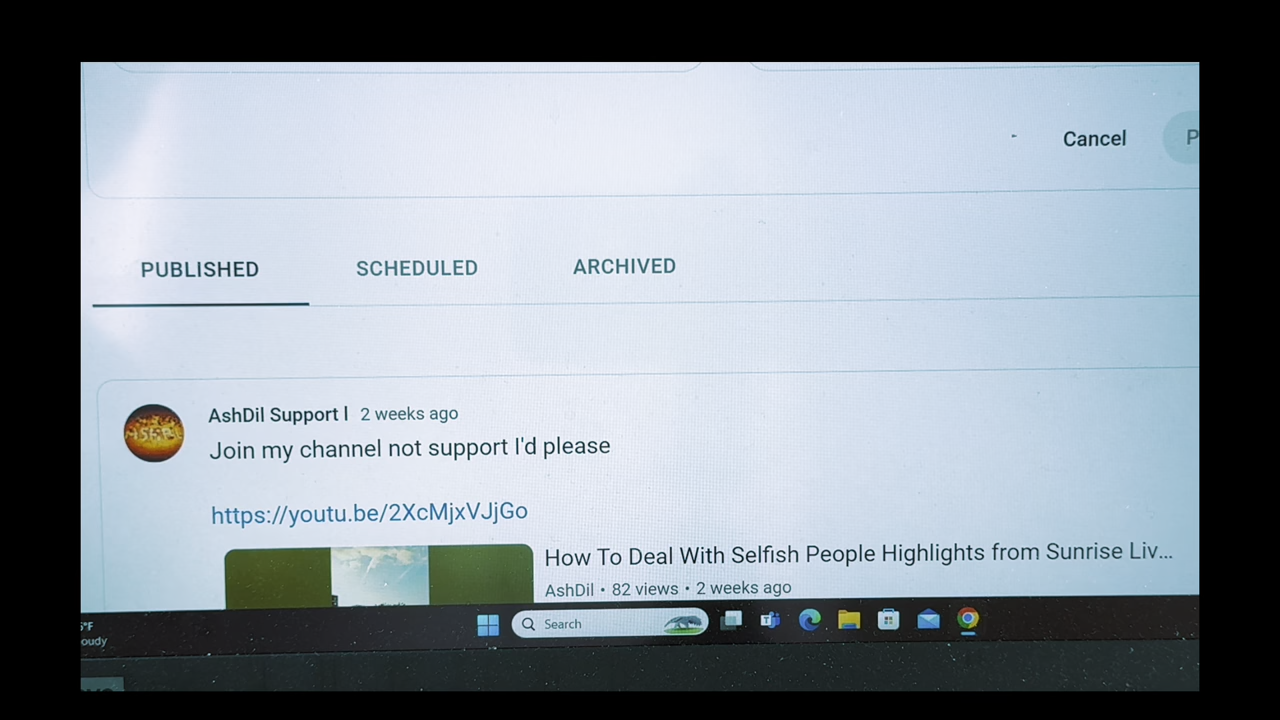 Cancel
PUBLISHED
SCHEDULED
ARCHIVED
AshDil Support l 2 weeks ago
Join my channel not support I'd please
https://youtu.be/2XcMjxVJjGo
How To Deal With Selfish People Highlights from Sunrise Liv...
AshDil • 82 views • 2 weeks ago
°F
oudy
Search